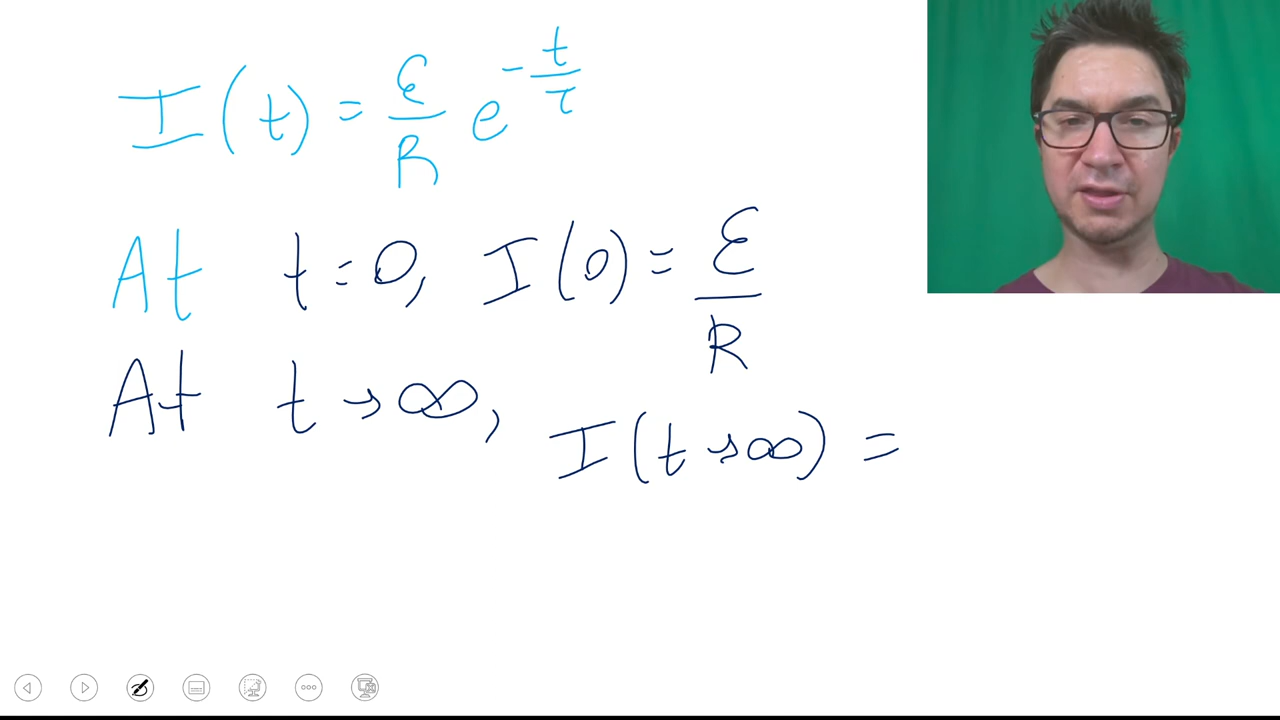 I(t) = ε/R e^(-t/τ)
At t=0, I(0) = ε/R
At t→∞, I(t→∞) =